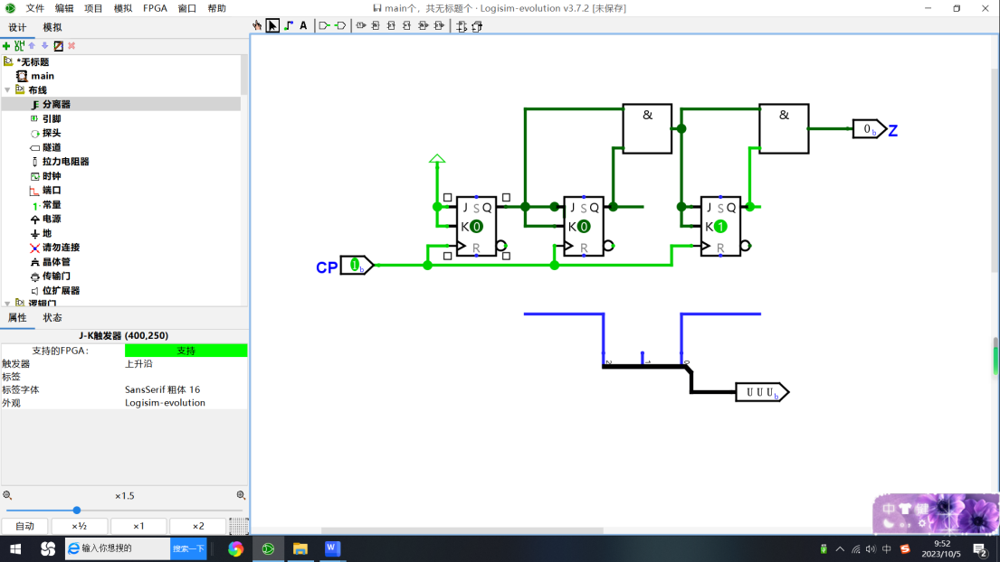 文件 编辑 项目 模拟 FPGA 窗口 帮助
main个，共无标题个 · Logisim-evolution v3.7.2 [未保存]
设计 模拟
A
*无标题
main
布线
分离器
引脚
探头
隧道
拉力电阻器
时钟
端口
常量
电源
地
请勿连接
晶体管
传输门
位扩展器
逻辑门
属性 状态
J-K触发器 (400,250)
支持的FPGA: 支持
触发器 上升沿
标签
标签字体 SansSerif 粗体 16
外观 Logisim-evolution
×1.5
自动 ×½ ×1 ×2
& &
0b Z
J S Q J S Q J S Q
K 0 K 0 K 1
R R R
CP 1b
2 1 0
U U U b
中 健
输入你想搜的 搜索一下
W
中 S
9:52
2023/10/5
2